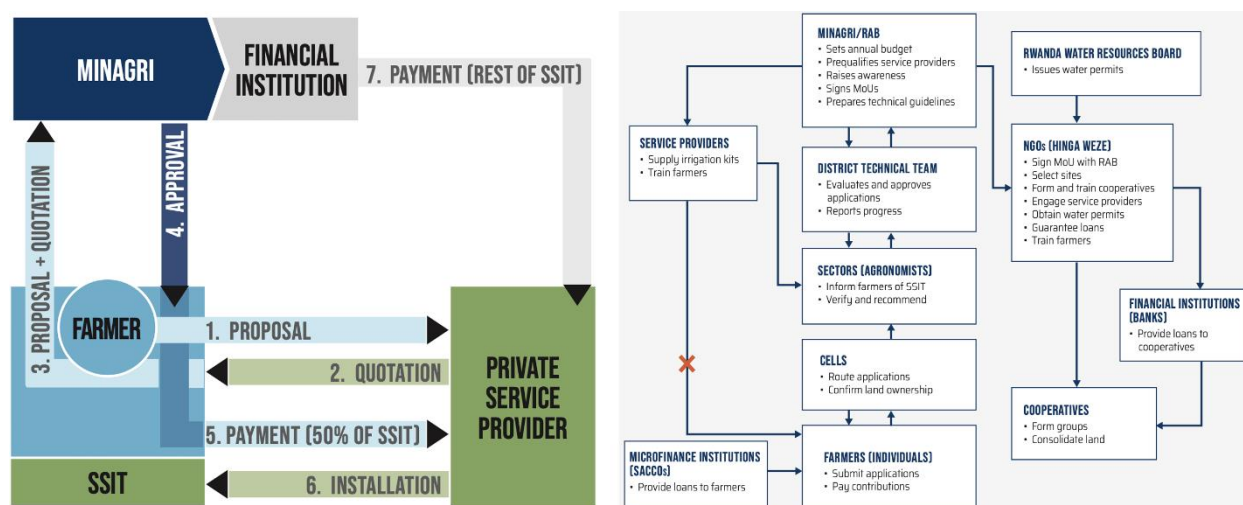 MINAGRI
FINANCIAL
INSTITUTION
7. PAYMENT (REST OF SSIT)
3. PROPOSAL + QUOTATION
4. APPROVAL
FARMER
1. PROPOSAL
2. QUOTATION
PRIVATE
SERVICE
PROVIDER
5. PAYMENT (50% OF SSIT)
SSIT
6. INSTALLATION
MINAGRI/RAB
• Sets annual budget
• Prequalifies service providers
• Raises awareness
• Signs MoUs
• Prepares technical guidelines
RWANDA WATER RESOURCES BOARD
• Issues water permits
SERVICE PROVIDERS
• Supply irrigation kits
• Train farmers
DISTRICT TECHNICAL TEAM
• Evaluates and approves
applications
• Reports progress
NGOs (HINGA WEZE)
• Sign MoU with RAB
• Select sites
• Form and train cooperatives
• Engage service providers
• Obtain water permits
• Guarantee loans
• Train farmers
SECTORS (AGRONOMISTS)
• Inform farmers of SSIT
• Verify and recommend
FINANCIAL INSTITUTIONS
(BANKS)
• Provide loans to
cooperatives
CELLS
• Route applications
• Confirm land ownership
COOPERATIVES
• Form groups
• Consolidate land
MICROFINANCE INSTITUTIONS
(SACCOs)
• Provide loans to farmers
FARMERS (INDIVIDUALS)
• Submit applications
• Pay contributions